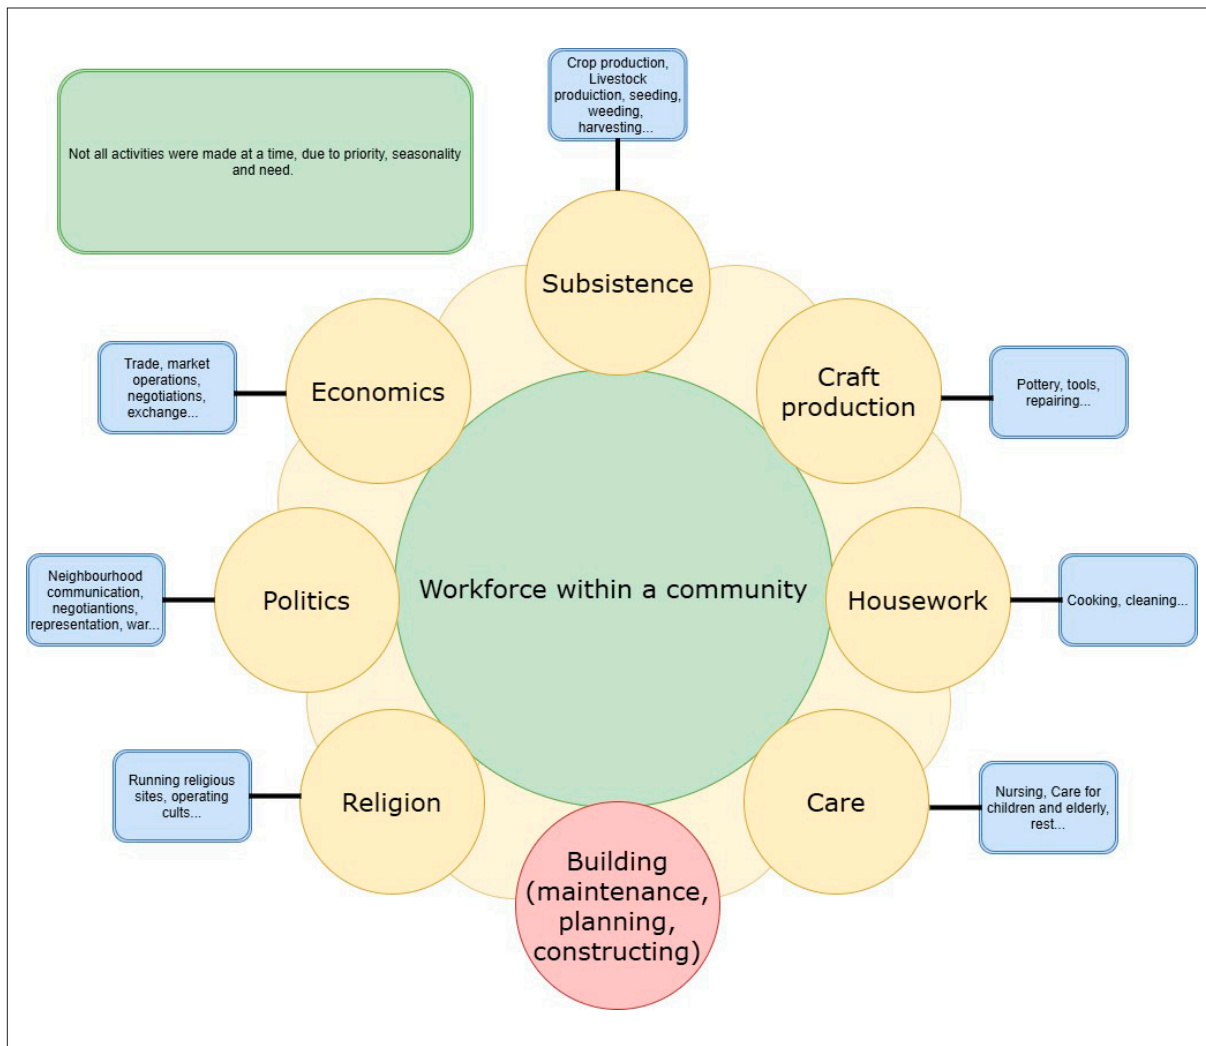 Crop production,
Livestock
produiction, seeding,
weeding,
harvesting...
Not all activities were made at a time, due to priority, seasonality
and need.
Subsistence
Trade, market
operations,
negotiations,
exchange...
Economics
Craft
production
Pottery, tools,
repairing...
Neighbourhood
communication,
negotiantions,
representation, war...
Politics
Workforce within a community
Housework
Cooking, cleaning...
Running religious
sites, operating
cults...
Religion
Care
Nursing, Care for
children and elderly,
rest...
Building
(maintenance,
planning,
constructing)